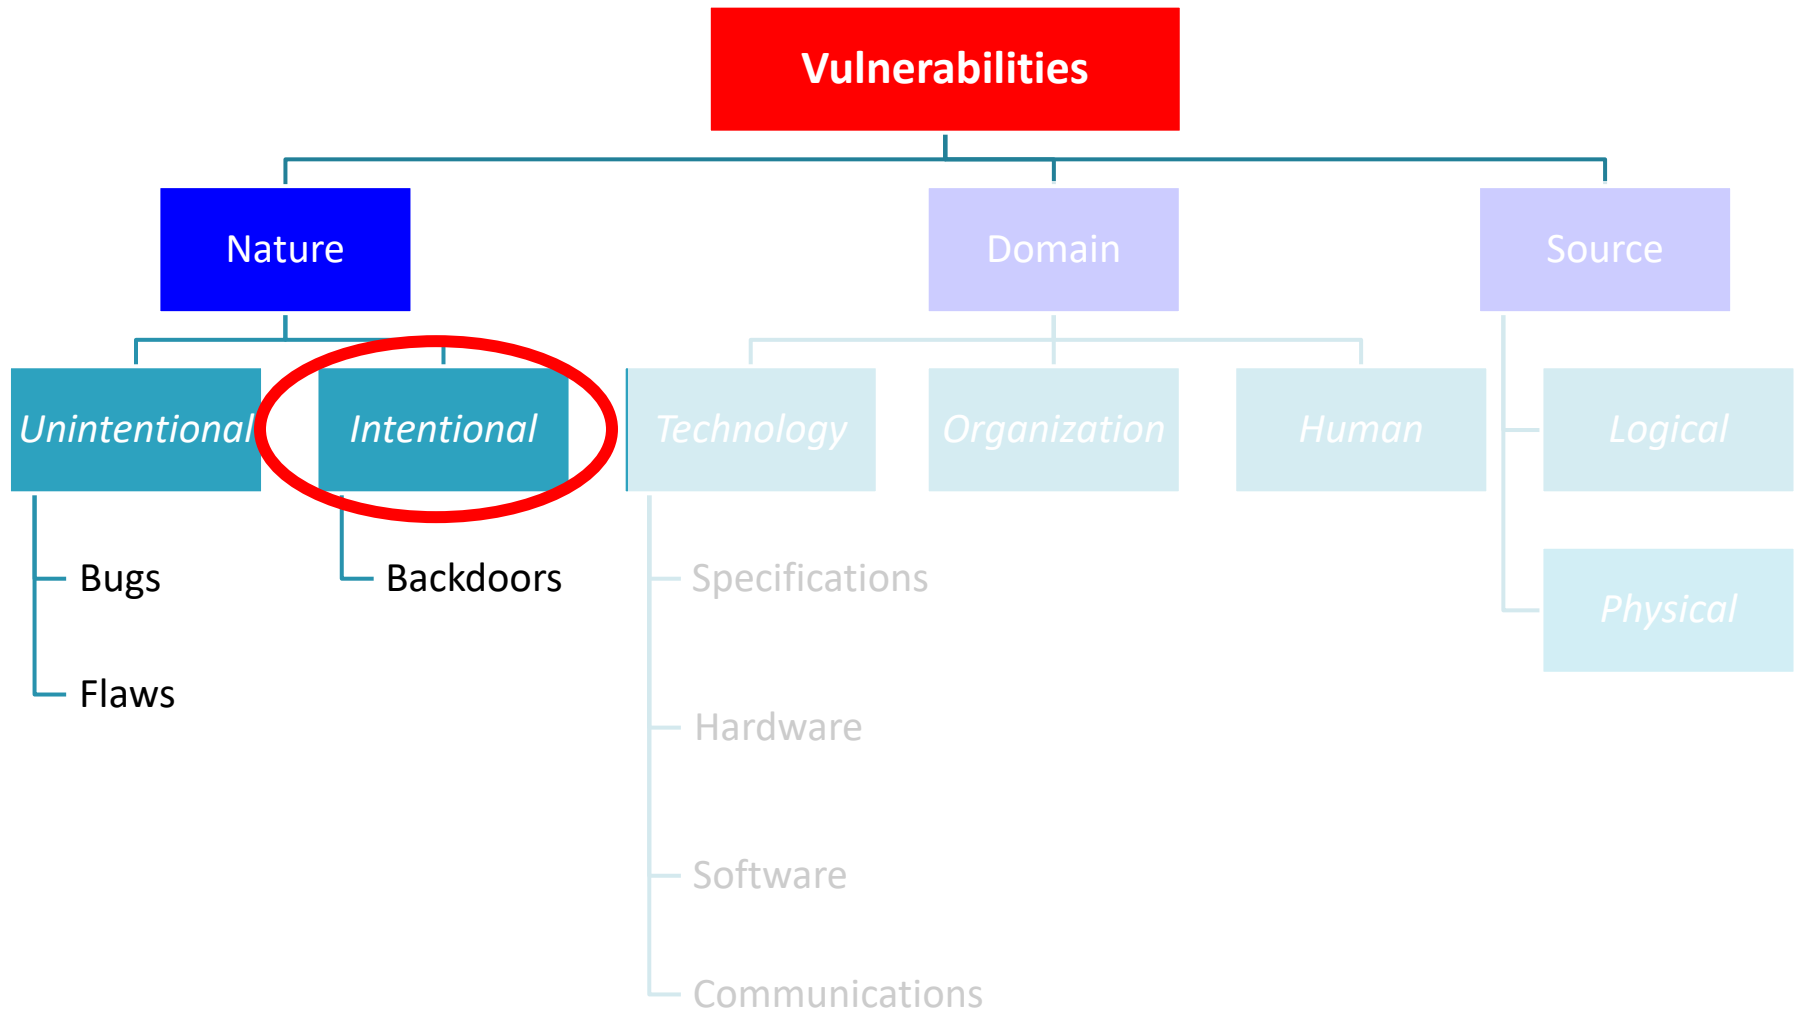 Vulnerabilities
Nature
Domain
Source
Unintentional
Intentional
Technology
Organization
Human
Logical
Bugs
Backdoors
Specifications
Physical
Flaws
Hardware
Software
Communications